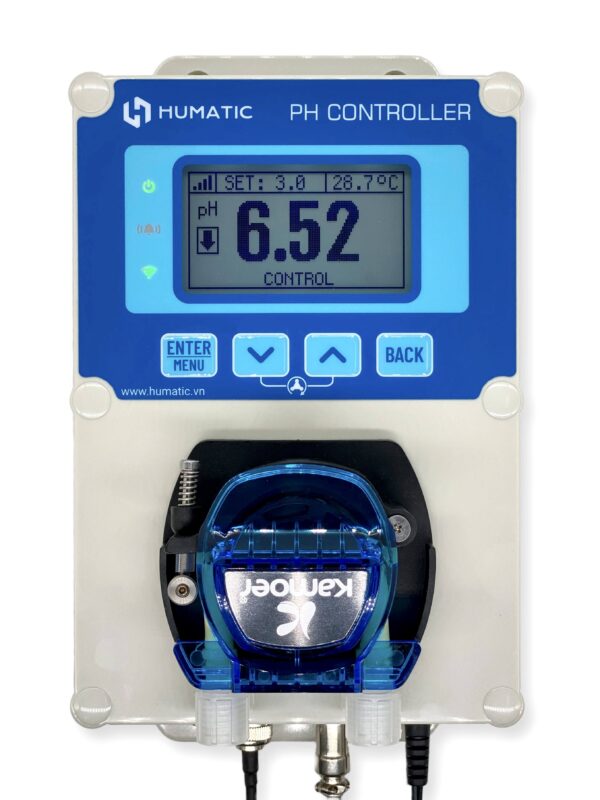 HUMATIC PH CONTROLLER
SET: 3.0 28.7°C
pH
6.52
CONTROL
ENTER
MENU
BACK
www.humatic.vn
kamoer®